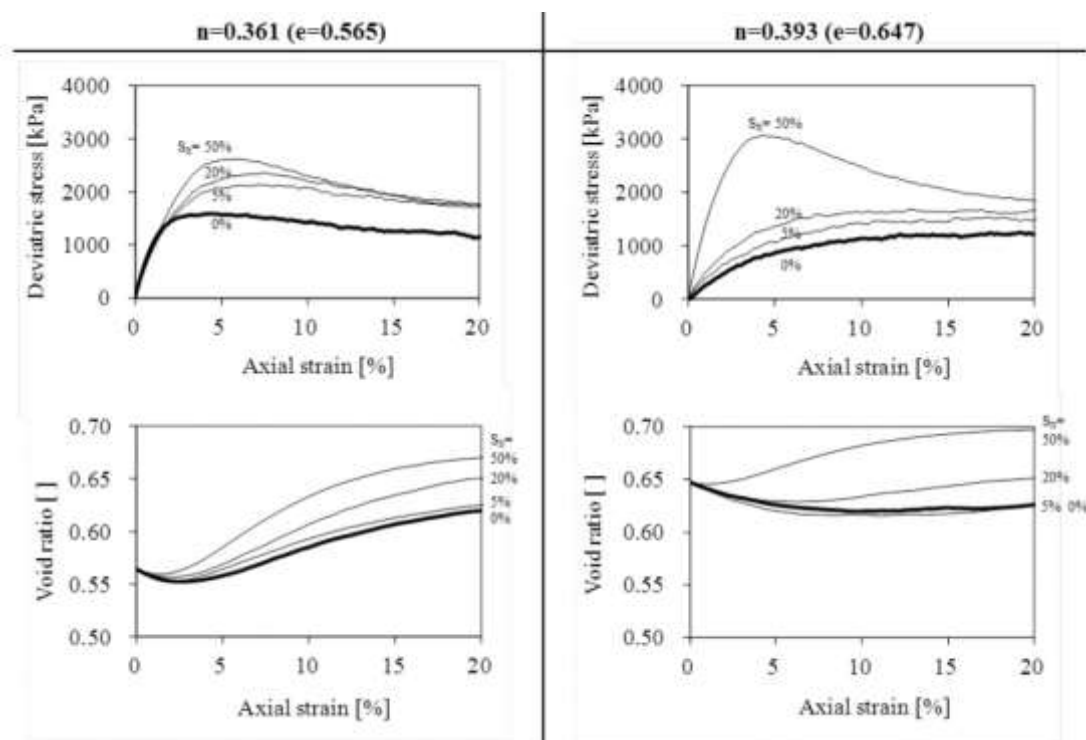 n=0.361 (e=0.565)
n=0.393 (e=0.647)
Deviatric stress [kPa]
4000
3000
2000
1000
0
S_h= 50%
20%
5%
0%
0 5 10 15 20
Axial strain [%]
Deviatric stress [kPa]
4000
3000
2000
1000
0
S_h= 50%
20%
5%
0%
0 5 10 15 20
Axial strain [%]
Void ratio [ ]
0.70
0.65
0.60
0.55
0.50
S_h=
50%
20%
5%
0%
0 5 10 15 20
Axial strain [%]
Void ratio [ ]
0.70
0.65
0.60
0.55
0.50
S_h=
50%
20%
5% 0%
0 5 10 15 20
Axial strain [%]